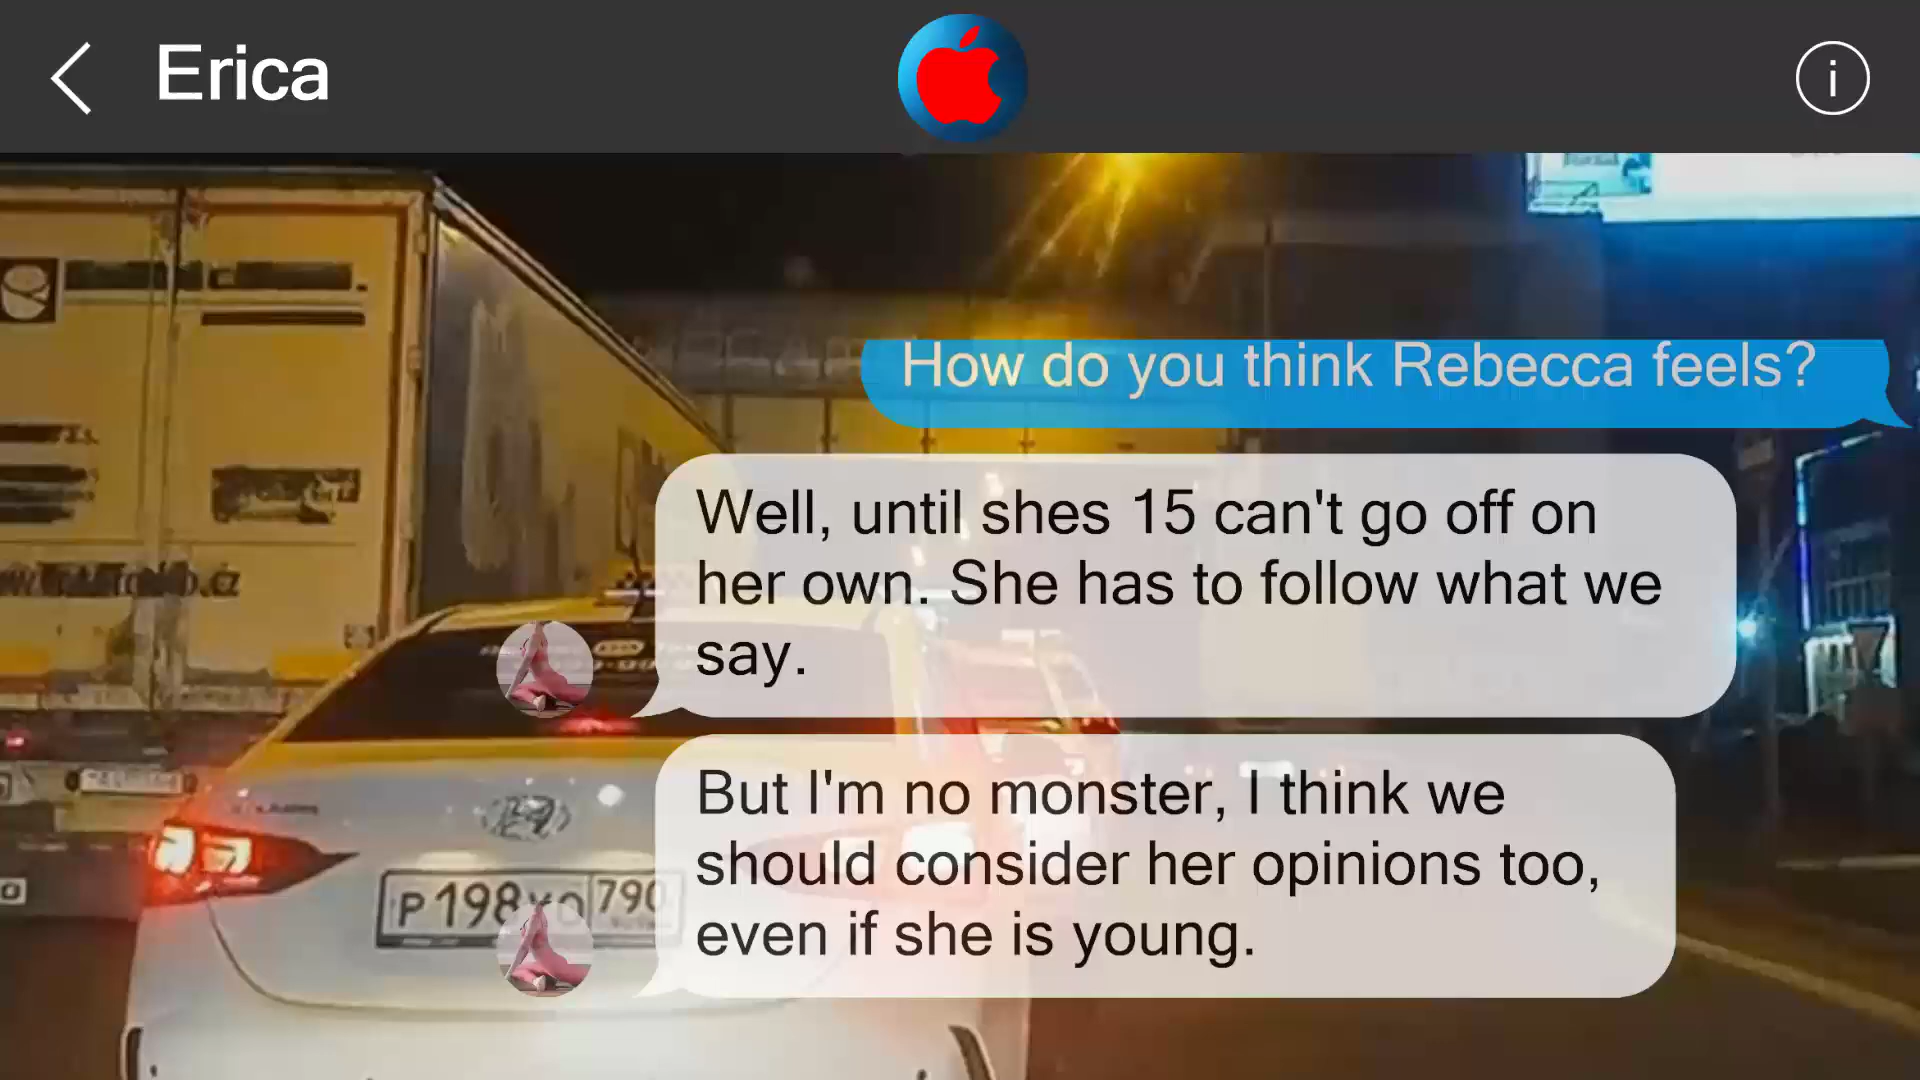 Erica
How do you think Rebecca feels?
Well, until shes 15 can't go off on
her own. She has to follow what we
say.
But I'm no monster, I think we
should consider her opinions too,
even if she is young.
P198 790